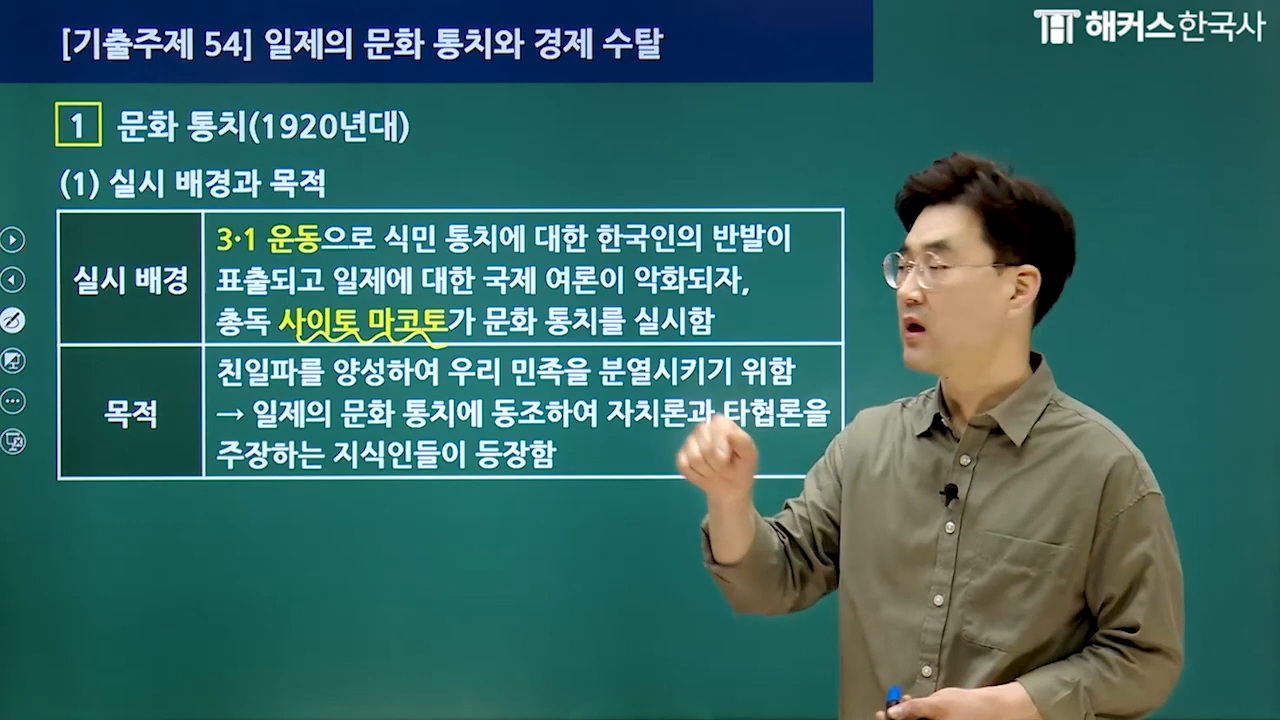 [기출주제 54] 일제의 문화 통치와 경제 수탈
해커스한국사
1 문화 통치(1920년대)
(1) 실시 배경과 목적
실시 배경
3·1 운동으로 식민 통치에 대한 한국인의 반발이
표출되고 일제에 대한 국제 여론이 악화되자,
총독 사이토 마코토가 문화 통치를 실시함
목적
친일파를 양성하여 우리 민족을 분열시키기 위함
→ 일제의 문화 통치에 동조하여 자치론과 타협론을
주장하는 지식인들이 등장함